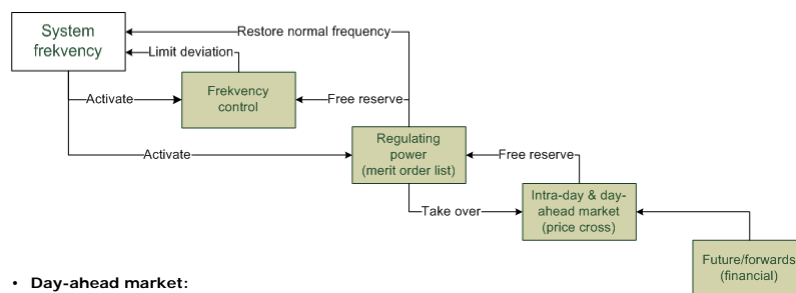 System
frekvency
Restore normal frequency
Limit deviation
Frekvency
control
Activate
Free reserve
Regulating
power
(merit order list)
Activate
Free reserve
Intra-day & day-
ahead market
(price cross)
Take over
Future/forwards
(financial)
• Day-ahead market: